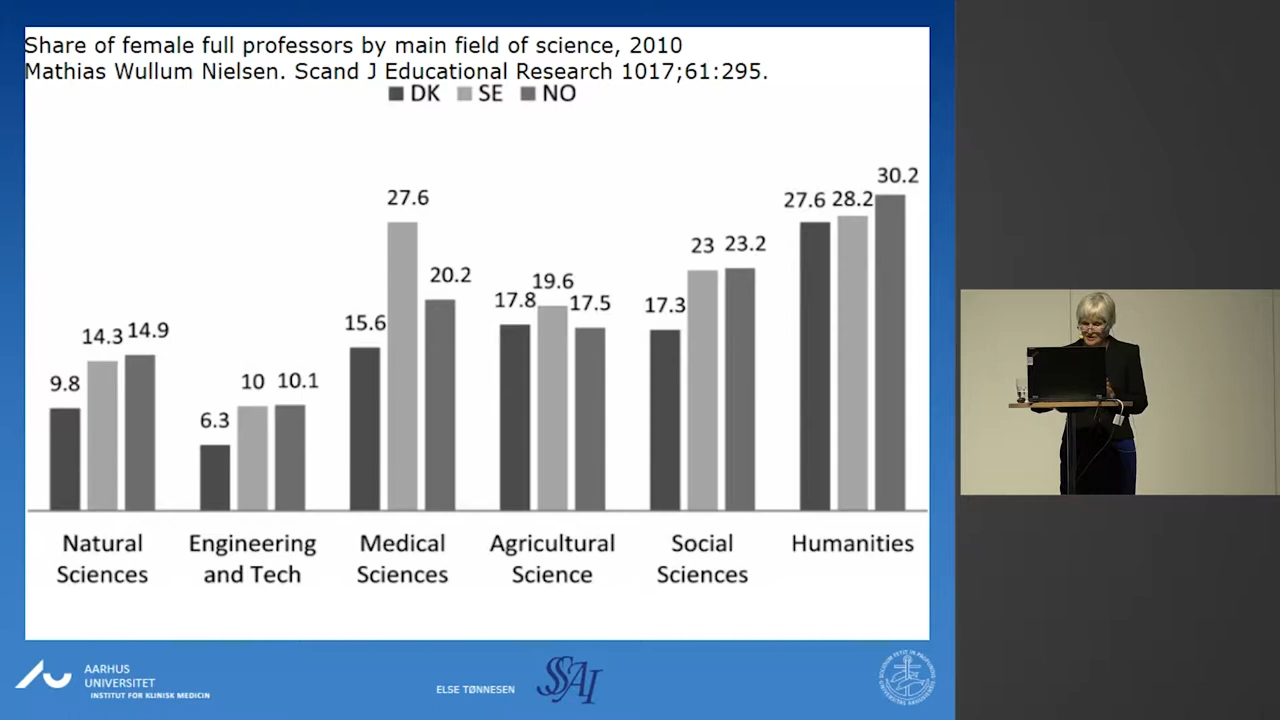 Share of female full professors by main field of science, 2010
Mathias Wullum Nielsen. Scand J Educational Research 1017;61:295.
DK SE NO
9.8 14.3 14.9
6.3 10 10.1
15.6 27.6 20.2
17.8 19.6 17.5
17.3 23 23.2
27.6 28.2 30.2
Natural
Sciences
Engineering
and Tech
Medical
Sciences
Agricultural
Science
Social
Sciences
Humanities
AARHUS
UNIVERSITET
INSTITUT FOR KLINISK MEDICIN
ELSE TØNNESEN
SSAI